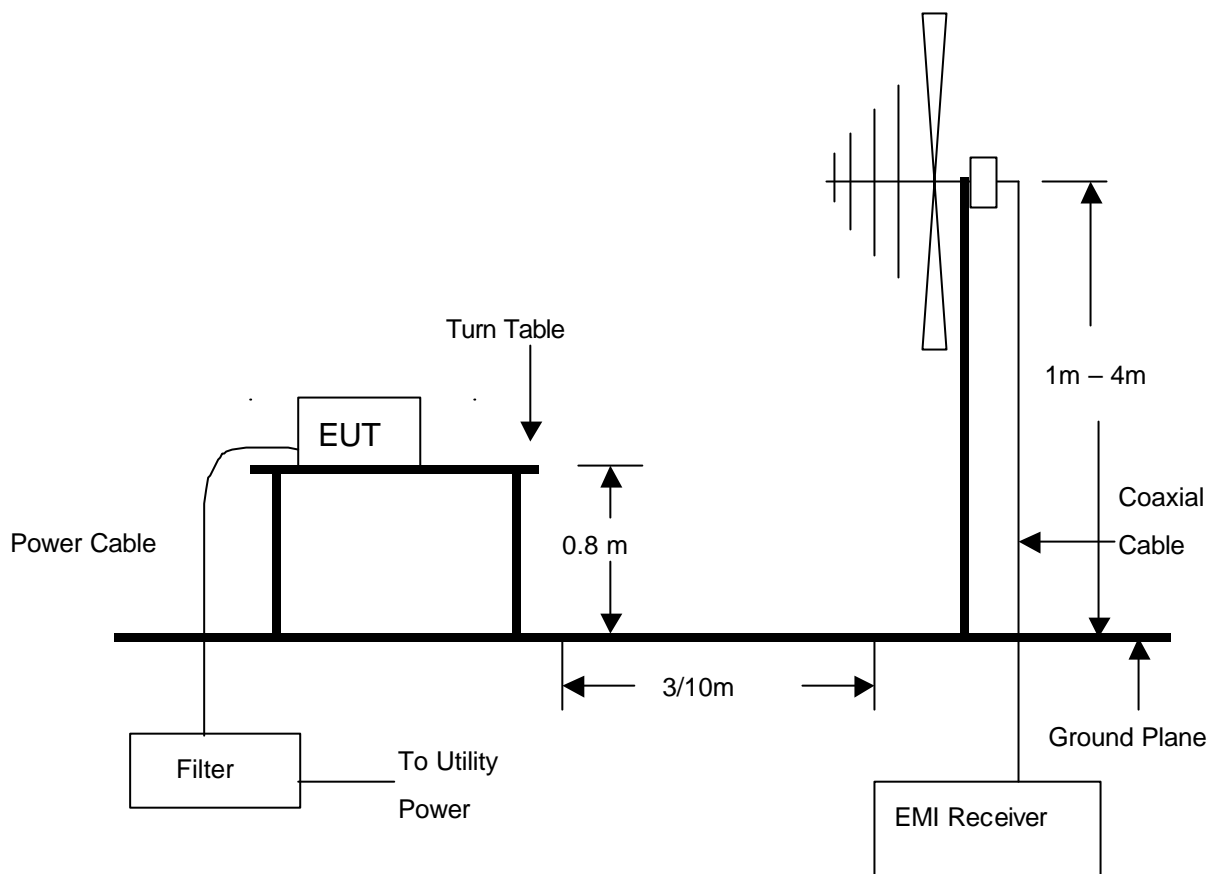 Turn Table
1m – 4m
EUT
Coaxial
Cable
Power Cable
0.8 m
3/10m
Ground Plane
Filter
To Utility
Power
EMI Receiver